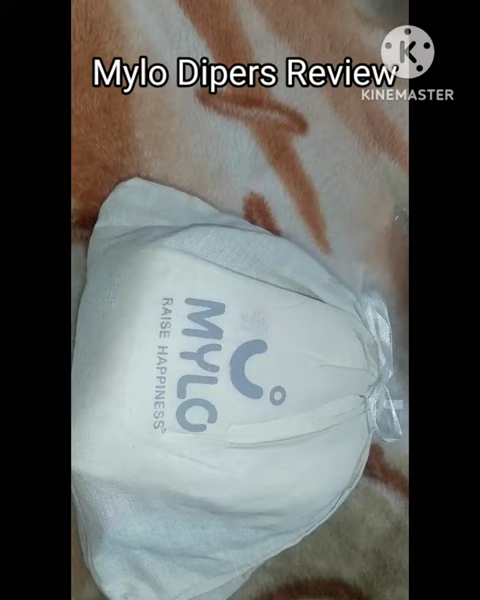 Mylo Dipers Review
K
KINEMASTER
MYLO
RAISE HAPPINESS®